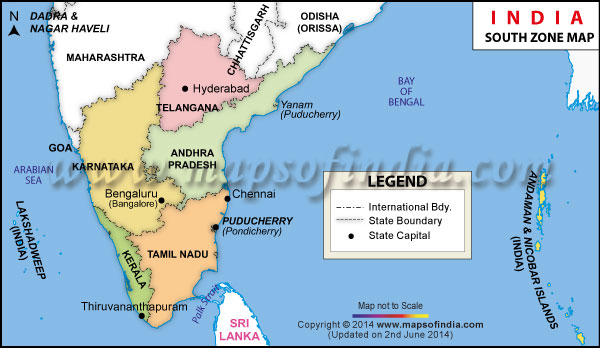 INDIA
SOUTH ZONE MAP
N
DADRA &
NAGAR HAVELI
MAHARASHTRA
CHHATTISGARH
ODISHA
(ORISSA)
Hyderabad
TELANGANA
Yanam
(Puducherry)
BAY
OF
BENGAL
GOA
KARNATAKA
ANDHRA
PRADESH
ARABIAN
SEA
www.mapsofindia.com
Bengaluru
(Bangalore)
Chennai
PUDUCHERRY
(Pondicherry)
LAKSHADWEEP
(INDIA)
KERALA
TAMIL NADU
Thiruvananthapuram
Palk Strait
SRI
LANKA
ANDAMAN & NICOBAR ISLANDS
(INDIA)
LEGEND
International Bdy.
State Boundary
State Capital
Map not to Scale
Copyright © 2014 www.mapsofindia.com
(Updated on 2nd June 2014)